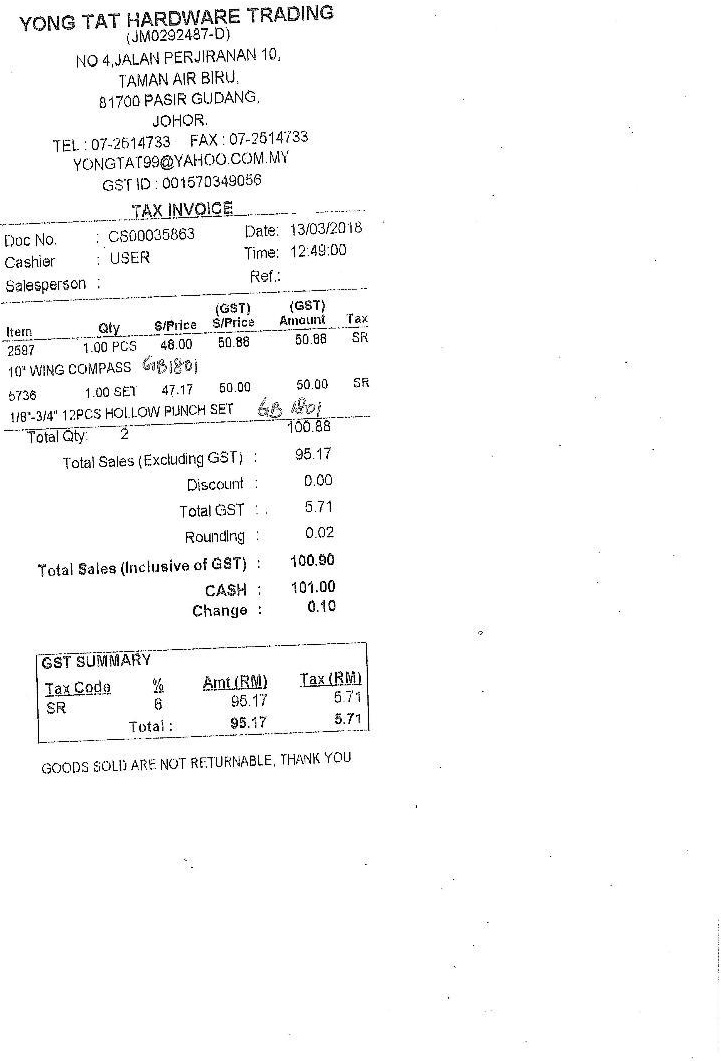 YONG TAT HARDWARE TRADING
(JM0292487-D)
NO 4,JALAN PERJIRANAN 10,
TAMAN AIR BIRU,
81700 PASIR GUDANG,
JOHOR.
TEL : 07-2514733 FAX : 07-2514733
YONGTAT99@YAHOO.COM.MY
GST ID : 001570349056
TAX INVOICE
Doc No. : CS00035863 Date: 13/03/2018
Cashier : USER Time: 12:49:00
Salesperson : Ref.:
(GST) (GST)
Item Qty S/Price S/Price Amount Tax
2597 1.00 PCS 48.00 50.88 50.88 SR
10" WING COMPASS GB1801
5736 1.00 SET 47.17 50.00 50.00 SR
1/8"-3/4" 12PCS HOLLOW PUNCH SET GB 1801
Total Qty: 2 100.88
Total Sales (Excluding GST) : 95.17
Discount : 0.00
Total GST : 5.71
Rounding : 0.02
Total Sales (Inclusive of GST) : 100.90
CASH : 101.00
Change : 0.10
GST SUMMARY
Tax Code % Amt (RM) Tax (RM)
SR 6 95.17 5.71
Total : 95.17 5.71
GOODS SOLD ARE NOT RETURNABLE, THANK YOU